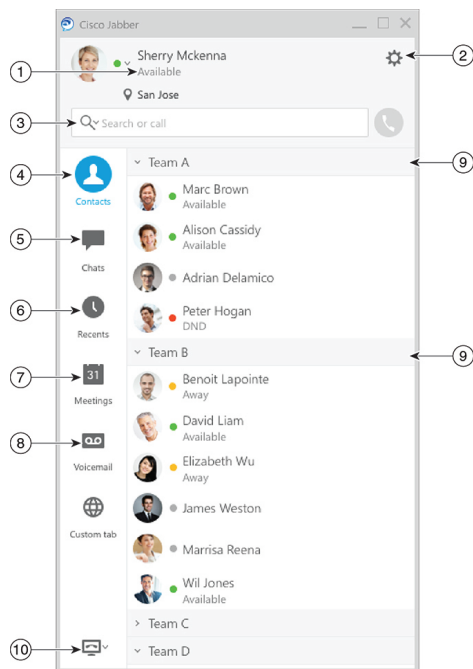 Cisco Jabber
Sherry Mckenna
1
Available
2
San Jose
3
Search or call
4
Contacts
5
Chats
6
Recents
7
31
Meetings
8
Voicemail
Custom tab
10
Team A
9
Marc Brown
Available
Alison Cassidy
Available
Adrian Delamico
Peter Hogan
DND
Team B
9
Benoit Lapointe
Away
David Liam
Available
Elizabeth Wu
Away
James Weston
Marrisa Reena
Wil Jones
Available
Team C
Team D